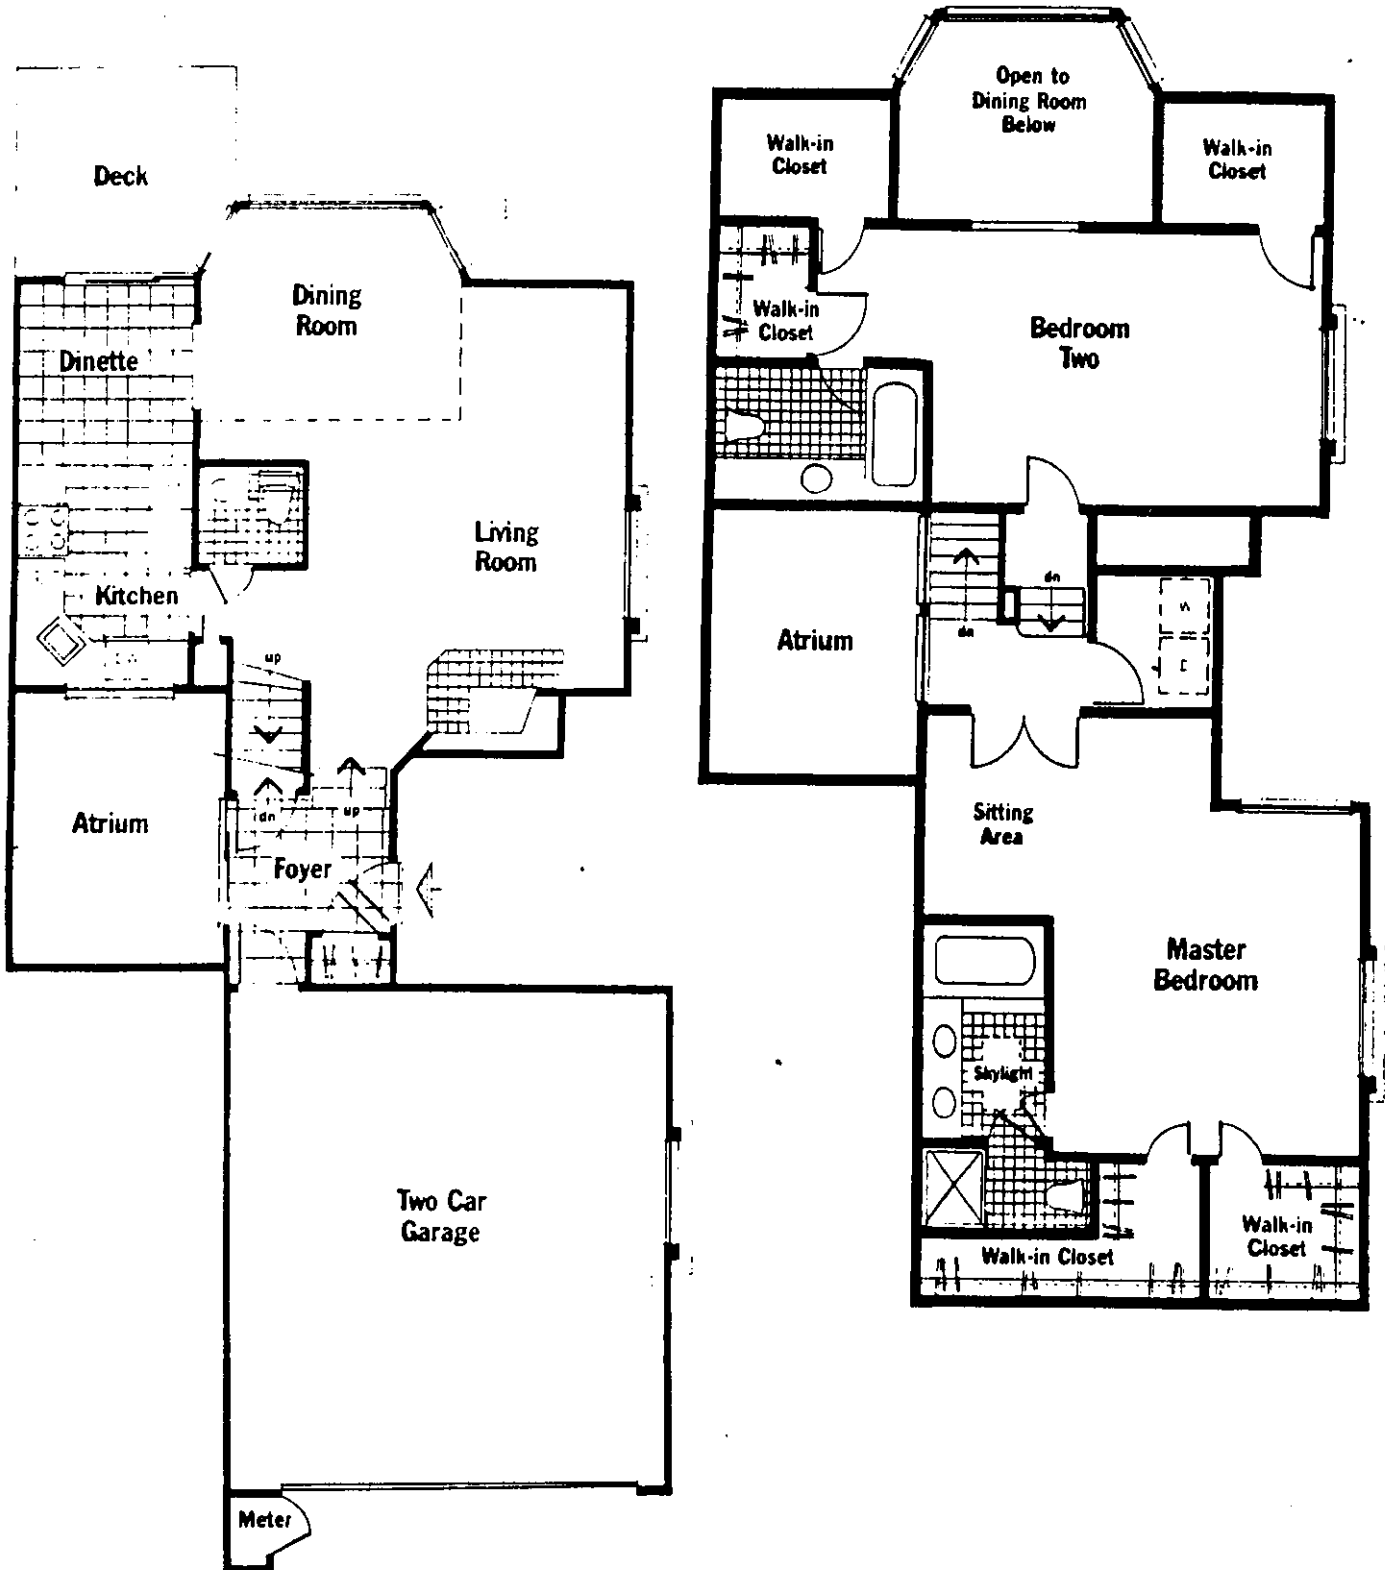 Deck
Dining
Room
Dinette
Living
Room
Kitchen
up
Atrium
dn
up
Foyer
Two Car
Garage
Meter
Open to
Dining Room
Below
Walk-in
Closet
Walk-in
Closet
Walk-in
Closet
Bedroom
Two
dn
dn
W
Atrium
Sitting
Area
Master
Bedroom
Skylight
Walk-in Closet
Walk-in
Closet